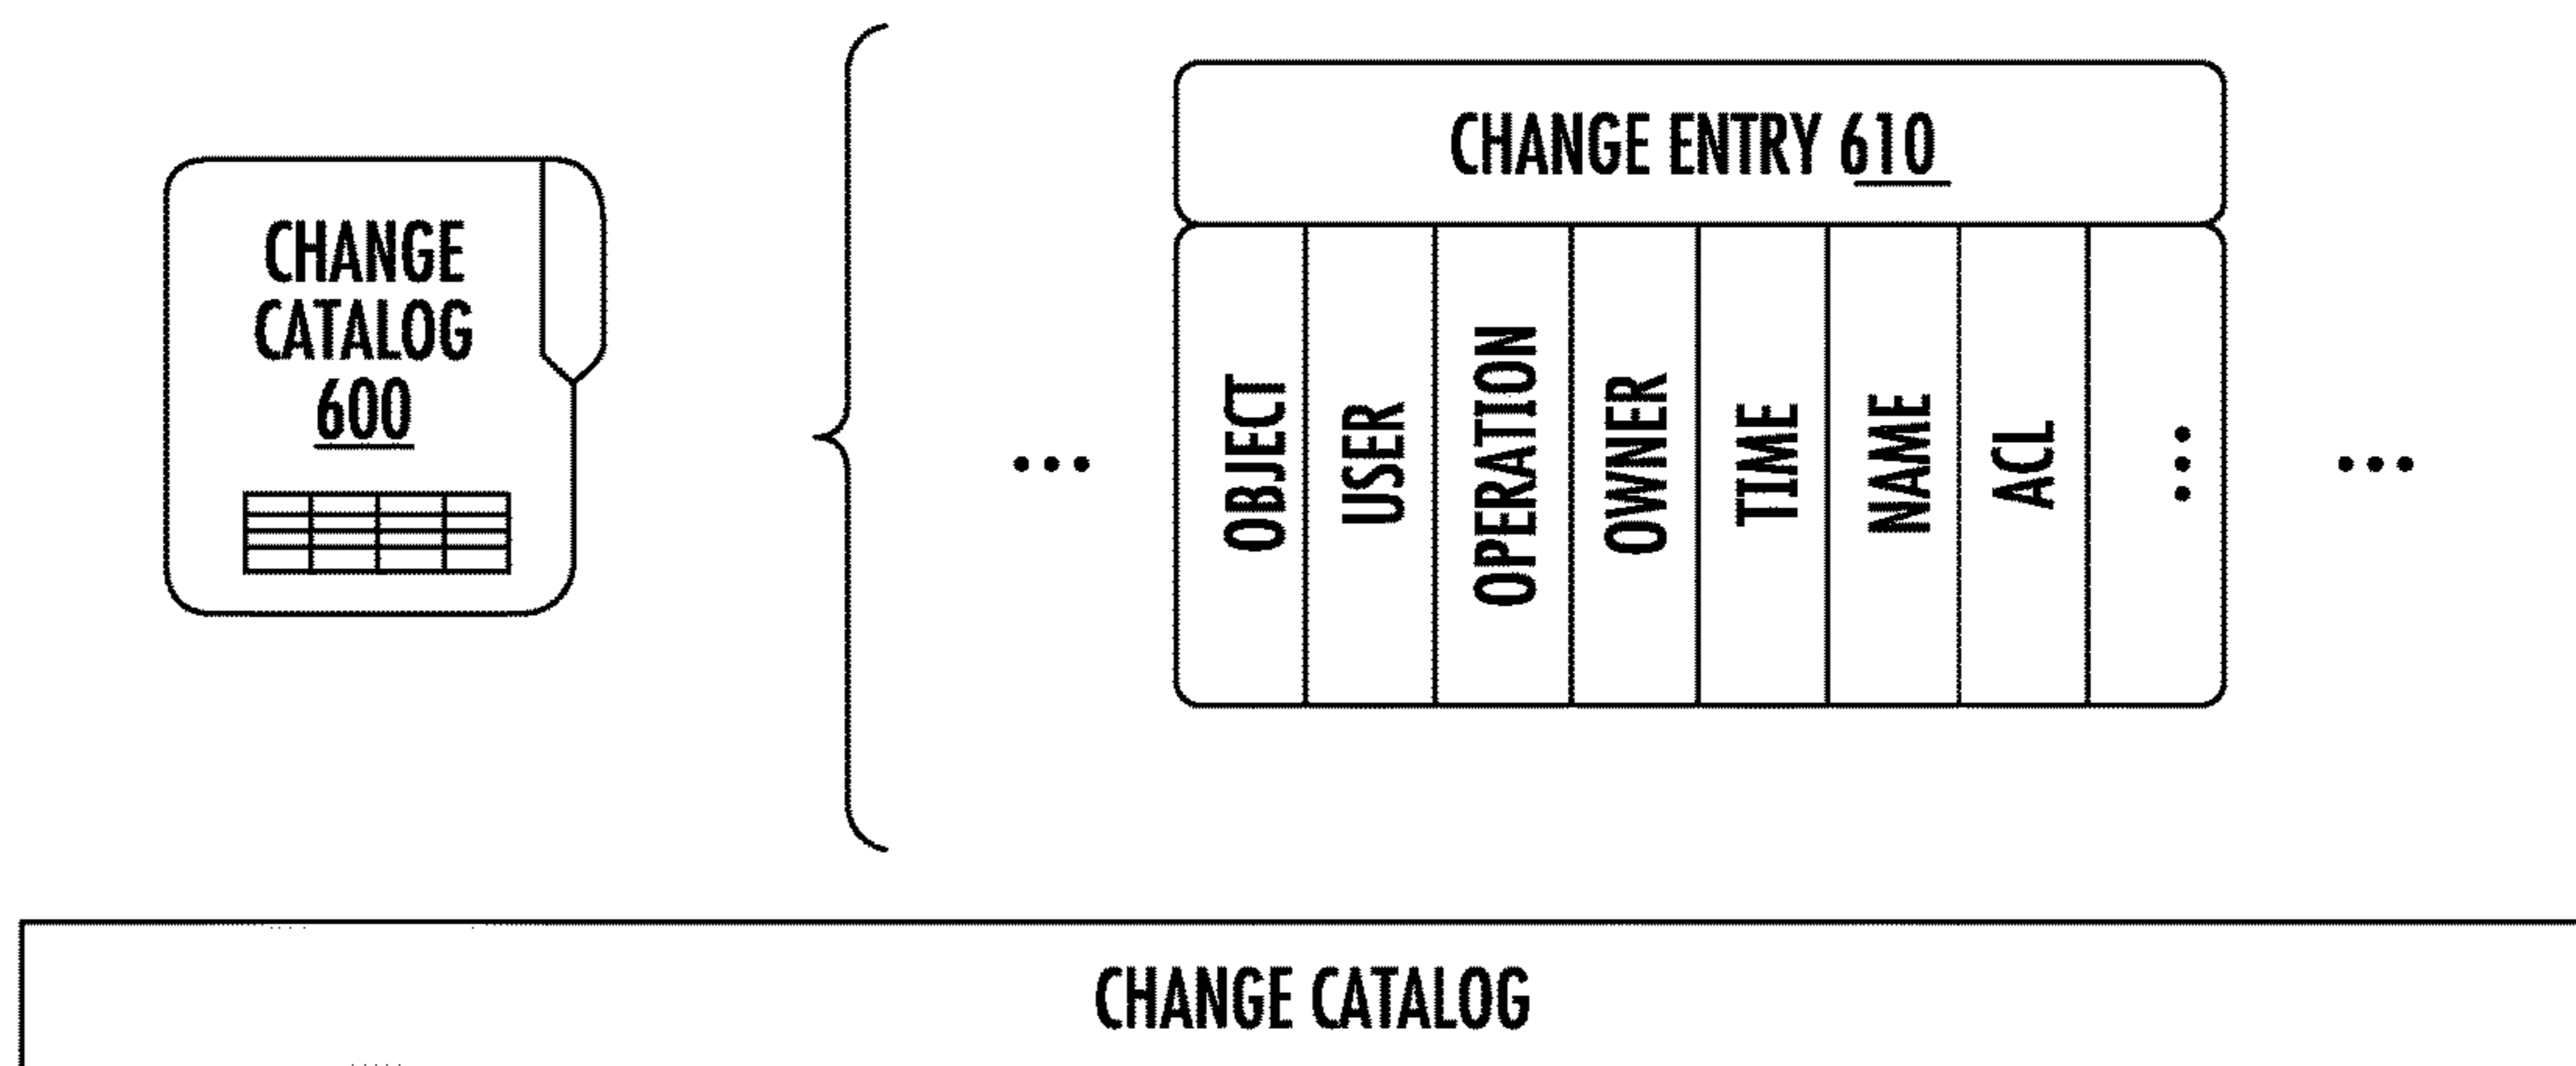 CHANGE
CATALOG
600
CHANGE ENTRY 610
OBJECT
USER
OPERATION
OWNER
TIME
NAME
ACL
CHANGE CATALOG